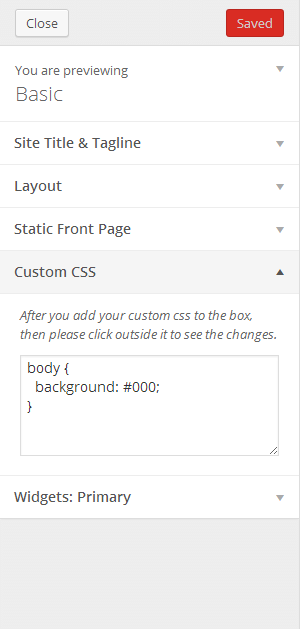 Close
Saved
You are previewing
Basic
Site Title & Tagline
Layout
Static Front Page
Custom CSS
After you add your custom css to the box,
then please click outside it to see the changes.
body {
  background: #000;
}
Widgets: Primary